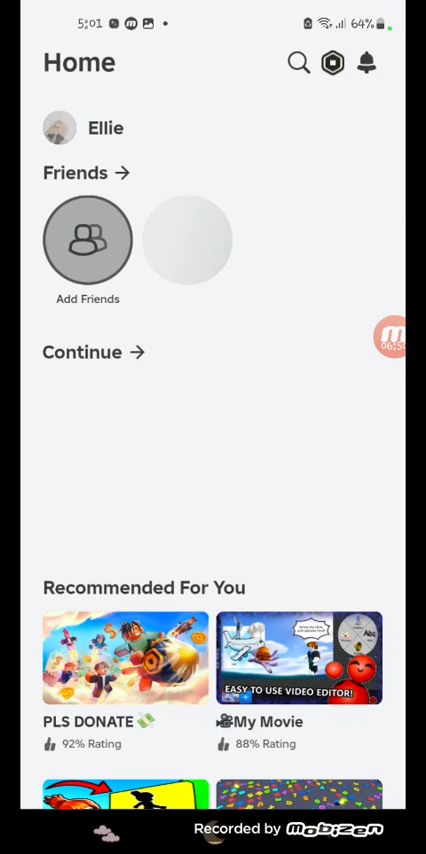 5:01
64%
Home
Ellie
Friends →
Add Friends
Continue →
Recommended For You
EASY TO USE VIDEO EDITOR!
PLS DONATE 💸
🎥My Movie
92% Rating
88% Rating
Recorded by mobizen